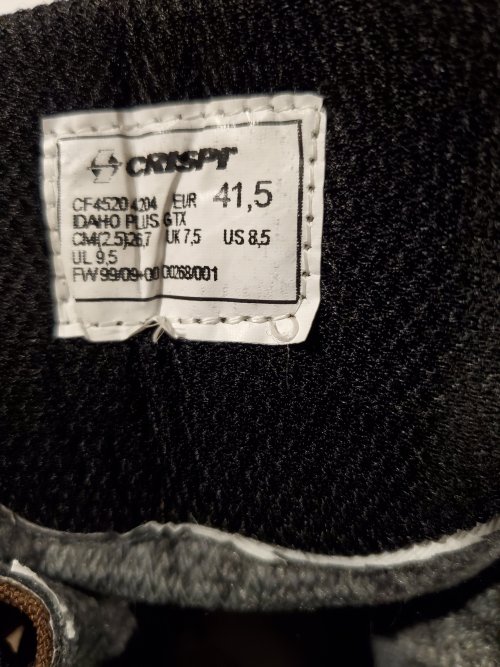 CRISPI
CF4520 4204 EUR 41,5
IDAHO PLUS GTX
CM(2.5)26,7 UK 7,5 US 8,5
UL 9,5
FW 99/09+00 00268/001